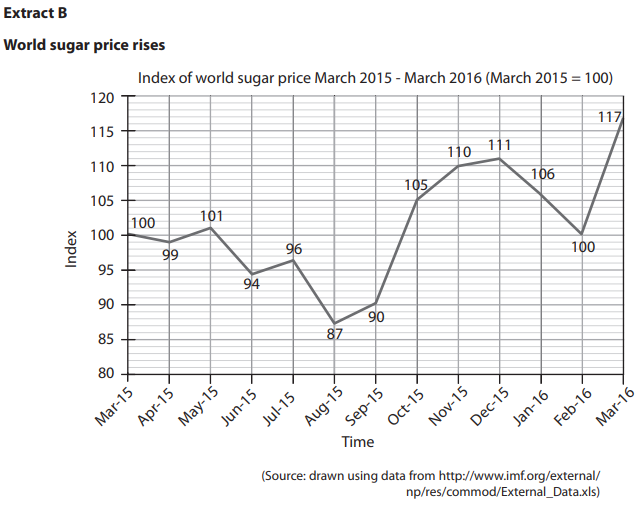 Extract B
World sugar price rises
Index of world sugar price March 2015 - March 2016 (March 2015 = 100)
120
115
110
105
100
95
90
85
80
Index
100
99
101
94
96
87
90
105
110
111
106
100
117
Mar-15
Apr-15
May-15
Jun-15
Jul-15
Aug-15
Sep-15
Oct-15
Nov-15
Dec-15
Jan-16
Feb-16
Mar-16
Time
(Source: drawn using data from http://www.imf.org/external/
np/res/commod/External_Data.xls)